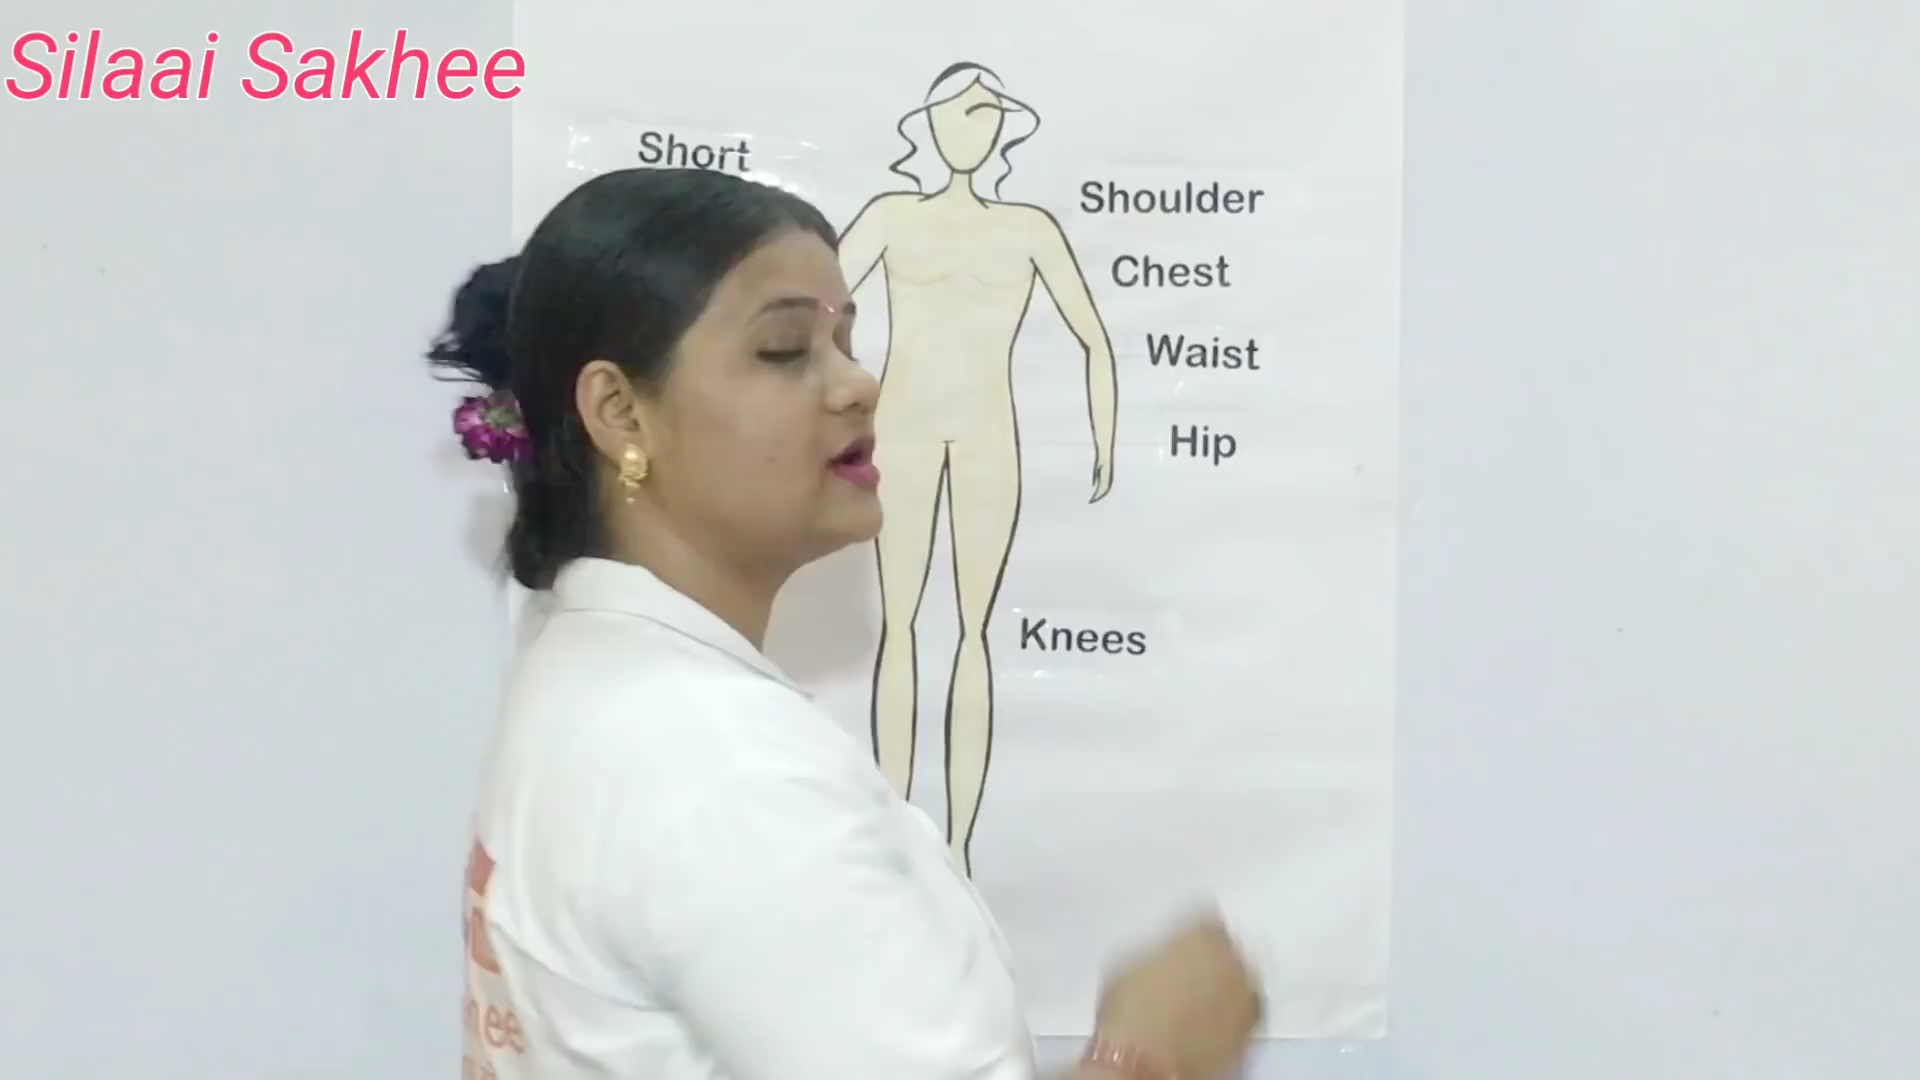 Silaai Sakhee
Short
Shoulder
Chest
Waist
Hip
Knees